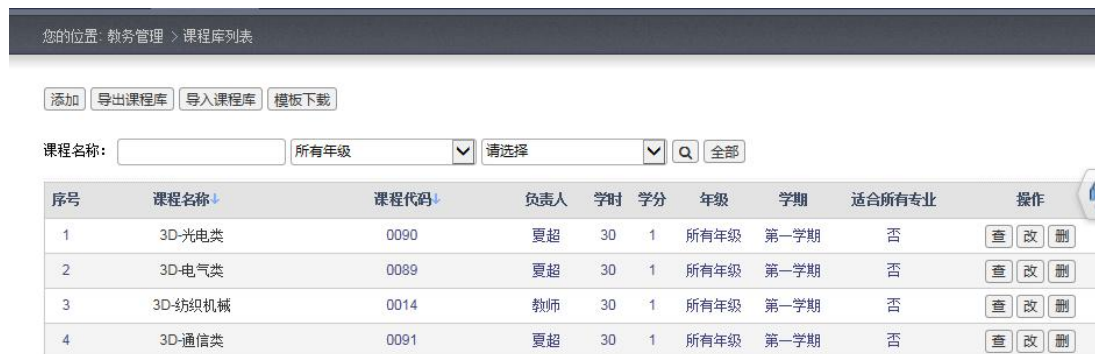 您的位置: 教务管理 > 课程库列表
添加 导出课程库 导入课程库 模板下载
课程名称: 所有年级 请选择 全部
序号 课程名称↓ 课程代码↓ 负责人 学时 学分 年级 学期 适合所有专业 操作
1 3D-光电类 0090 夏超 30 1 所有年级 第一学期 否 查 改 删
2 3D-电气类 0089 夏超 30 1 所有年级 第一学期 否 查 改 删
3 3D-纺织机械 0014 教师 30 1 所有年级 第一学期 否 查 改 删
4 3D-通信类 0091 夏超 30 1 所有年级 第一学期 否 查 改 删